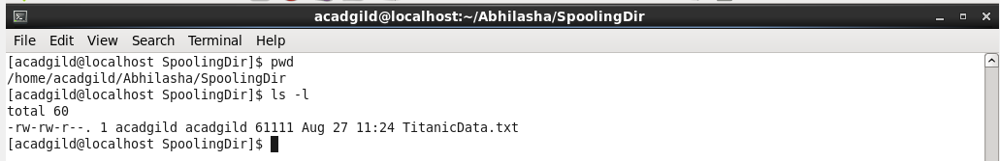 acadgild@localhost:~/Abhilasha/SpoolingDir
File Edit View Search Terminal Help
[acadgild@localhost SpoolingDir]$ pwd
/home/acadgild/Abhilasha/SpoolingDir
[acadgild@localhost SpoolingDir]$ ls -l
total 60
-rw-rw-r--. 1 acadgild acadgild 61111 Aug 27 11:24 TitanicData.txt
[acadgild@localhost SpoolingDir]$